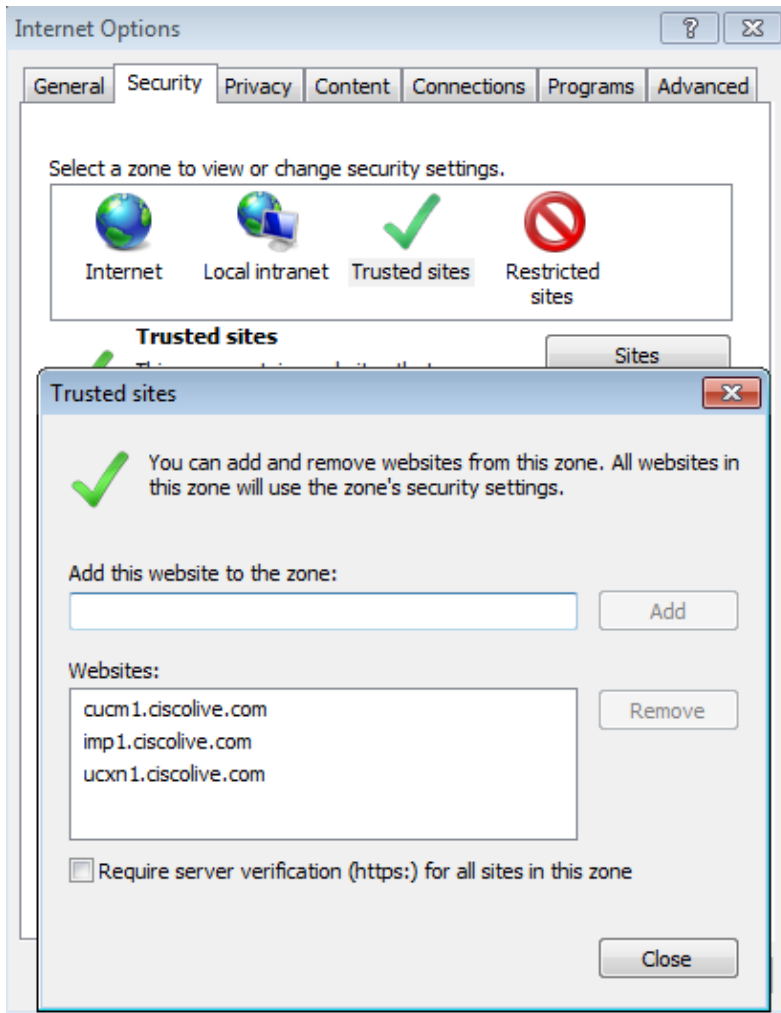 Internet Options
General Security Privacy Content Connections Programs Advanced
Select a zone to view or change security settings.
Internet Local intranet Trusted sites Restricted sites
Trusted sites
Sites
Trusted sites
You can add and remove websites from this zone. All websites in
this zone will use the zone's security settings.
Add this website to the zone:
Add
Websites:
cucm1.ciscolive.com
Remove
imp1.ciscolive.com
ucxn1.ciscolive.com
Require server verification (https:) for all sites in this zone
Close